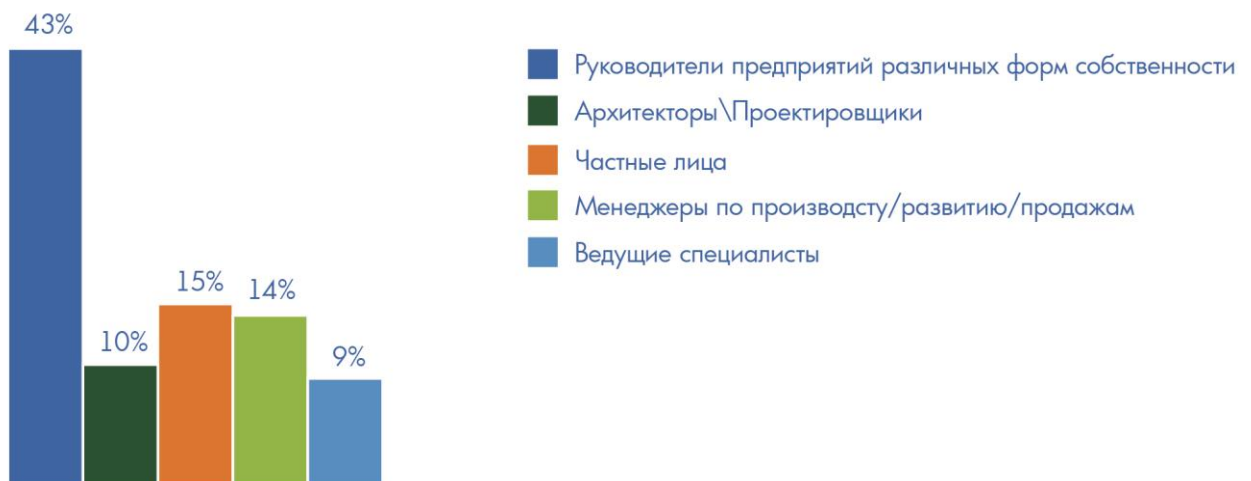 43%
10%
15%
14%
9%
Руководители предприятий различных форм собственности
Архитекторы\Проектировщики
Частные лица
Менеджеры по производсту/развитию/продажам
Ведущие специалисты